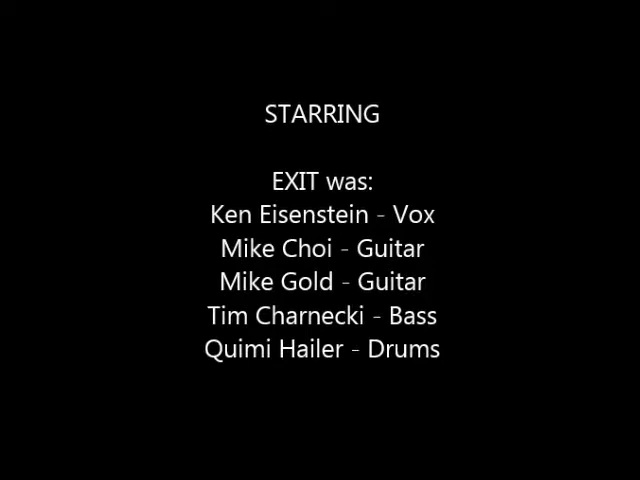 STARRING
EXIT was:
Ken Eisenstein - Vox
Mike Choi - Guitar
Mike Gold - Guitar
Tim Charnecki - Bass
Quimi Hailer - Drums